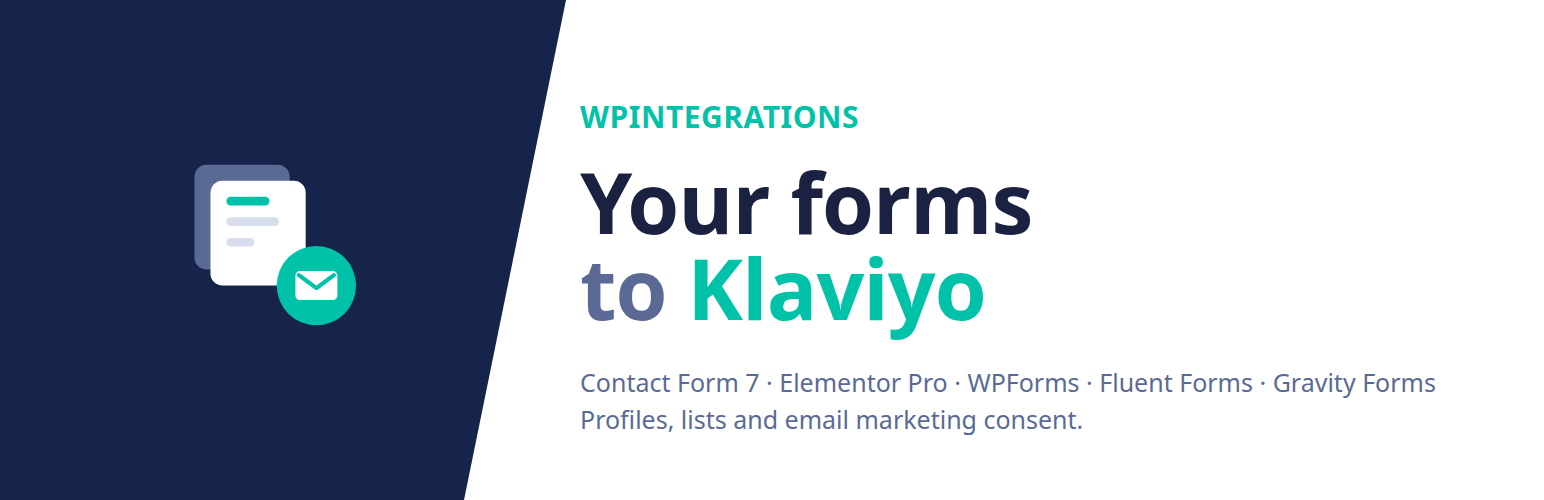 WPINTEGRATIONS
Your forms
to Klaviyo
Contact Form 7 · Elementor Pro · WPForms · Fluent Forms · Gravity Forms
Profiles, lists and email marketing consent.